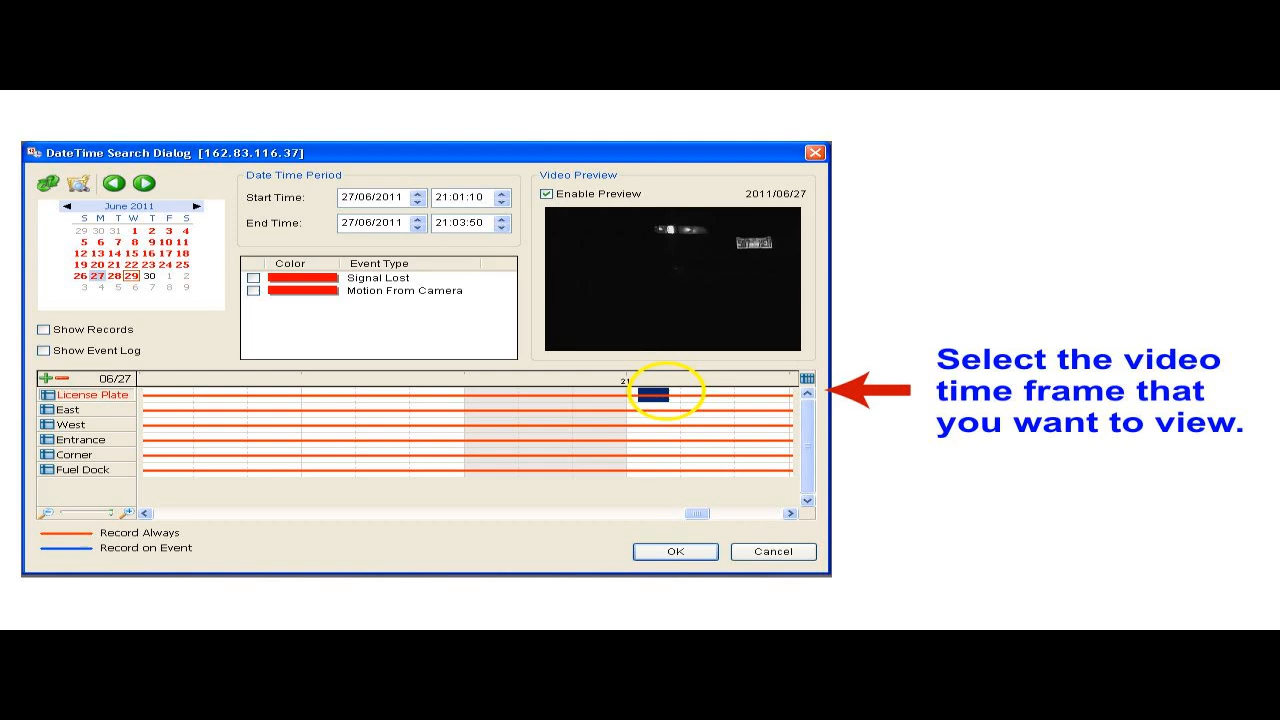 DateTime Search Dialog [162.83.116.37]
June 2011
S M T W T F S
29 30 31 1 2 3 4
5 6 7 8 9 10 11
12 13 14 15 16 17 18
19 20 21 22 23 24 25
26 27 28 29 30 1 2
3 4 5 6 7 8 9
Show Records
Show Event Log
Date Time Period
Start Time: 27/06/2011 21:01:10
End Time: 27/06/2011 21:03:50
Color Event Type
Signal Lost
Motion From Camera
Video Preview
Enable Preview 2011/06/27
06/27 21
License Plate
East
West
Entrance
Corner
Fuel Dock
Record Always
Record on Event
OK Cancel
Select the video
time frame that
you want to view.